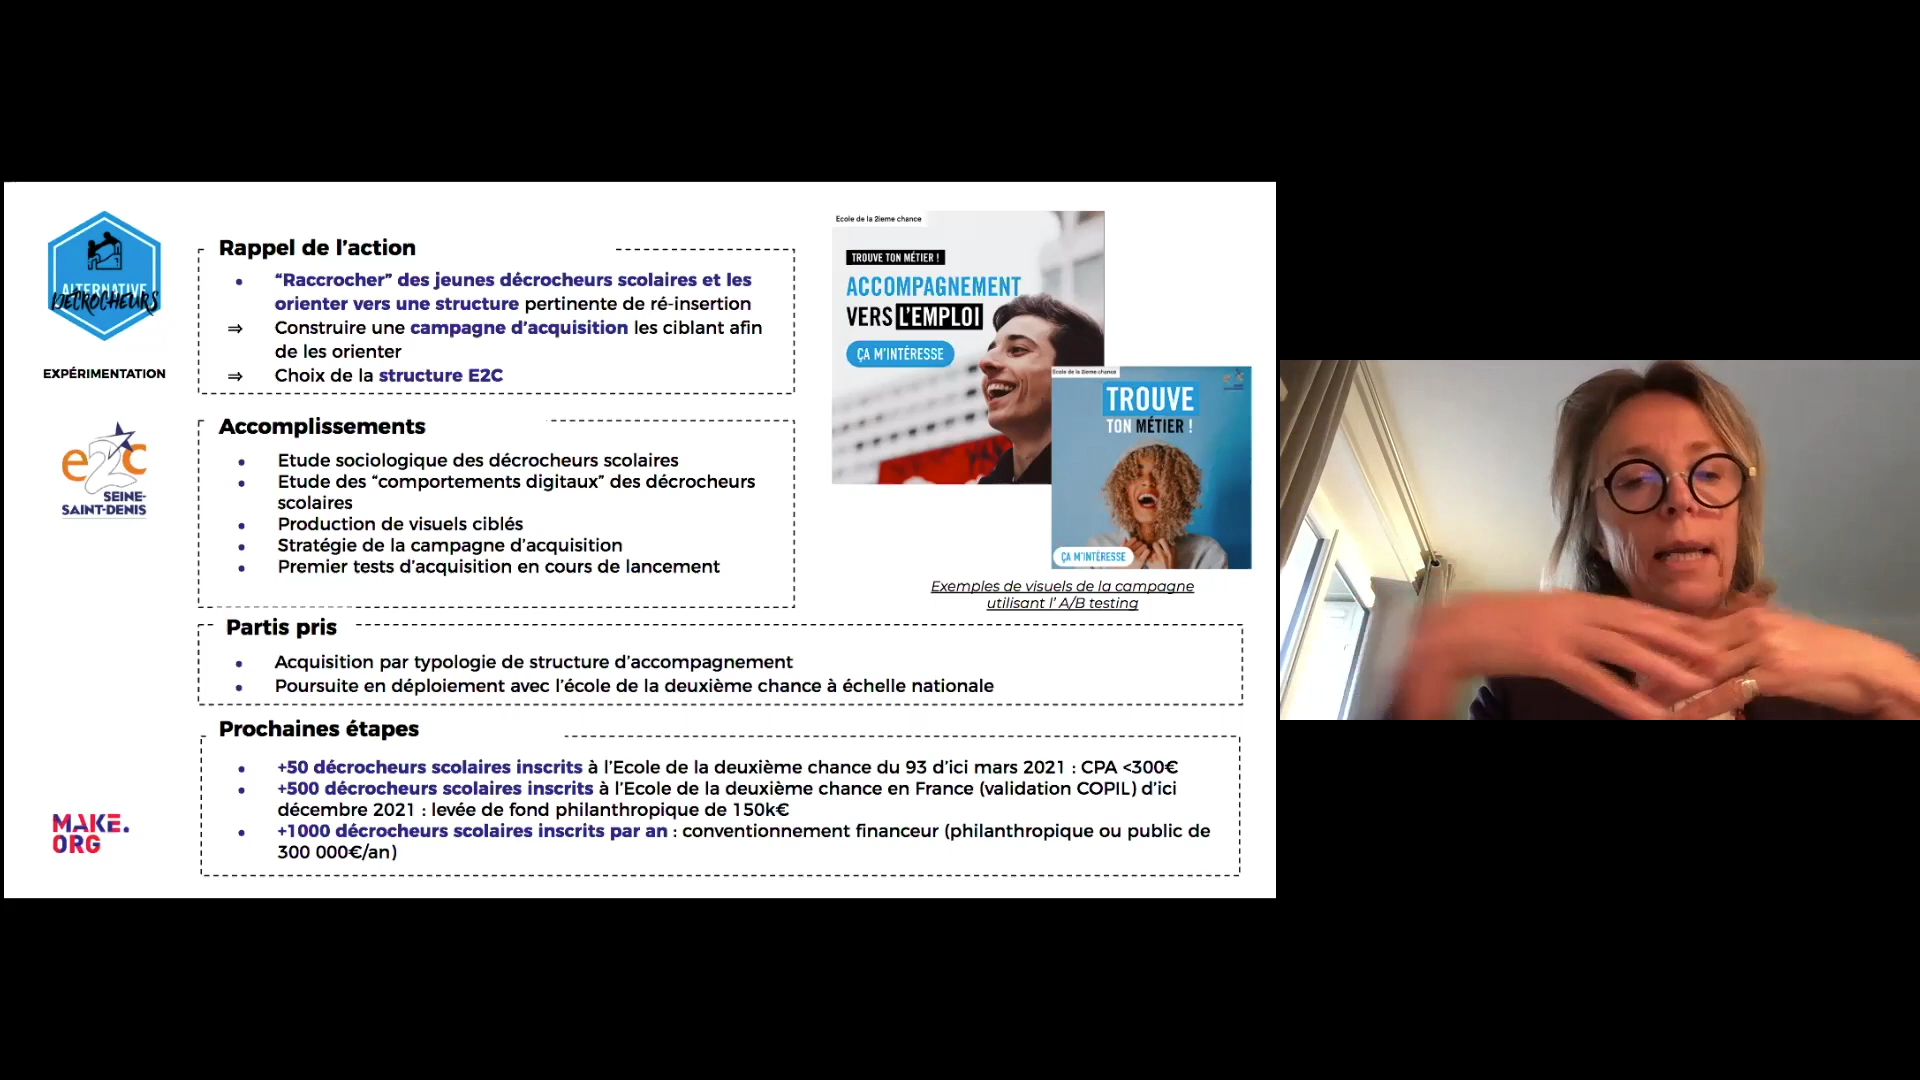 ALTERNATIVE
DÉCROCHEURS
EXPÉRIMENTATION
e2c
SEINE-
SAINT-DENIS
MAKE.
ORG
Rappel de l’action
“Raccrocher” des jeunes décrocheurs scolaires et les
orienter vers une structure pertinente de ré-insertion
⇒ Construire une campagne d’acquisition les ciblant afin
de les orienter
⇒ Choix de la structure E2C
Accomplissements
Etude sociologique des décrocheurs scolaires
Etude des “comportements digitaux” des décrocheurs
scolaires
Production de visuels ciblés
Stratégie de la campagne d’acquisition
Premier tests d’acquisition en cours de lancement
Ecole de la 2ieme chance
TROUVE TON MÉTIER !
ACCOMPAGNEMENT
VERS L’EMPLOI
ÇA M’INTÉRESSE
Ecole de la 2ieme chance
TROUVE
TON MÉTIER !
ÇA M’INTÉRESSE
Exemples de visuels de la campagne
utilisant l’ A/B testing
Partis pris
Acquisition par typologie de structure d’accompagnement
Poursuite en déploiement avec l’école de la deuxième chance à échelle nationale
Prochaines étapes
+50 décrocheurs scolaires inscrits à l’Ecole de la deuxième chance du 93 d’ici mars 2021 : CPA <300€
+500 décrocheurs scolaires inscrits à l’Ecole de la deuxième chance en France (validation COPIL) d’ici
décembre 2021 : levée de fond philanthropique de 150k€
+1000 décrocheurs scolaires inscrits par an : conventionnement financeur (philanthropique ou public de
300 000€/an)